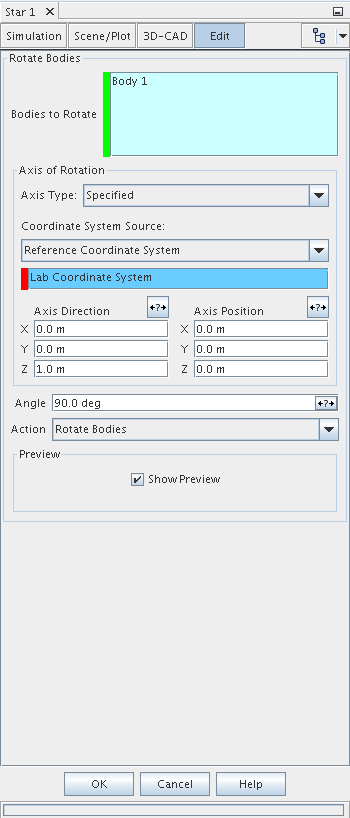 Star 1
Simulation Scene/Plot 3D-CAD Edit
Rotate Bodies
Bodies to Rotate Body 1
Axis of Rotation
Axis Type: Specified
Coordinate System Source:
Reference Coordinate System
Lab Coordinate System
Axis Direction Axis Position
X 0.0 m X 0.0 m
Y 0.0 m Y 0.0 m
Z 1.0 m Z 0.0 m
Angle 90.0 deg
Action Rotate Bodies
Preview
Show Preview
OK Cancel Help